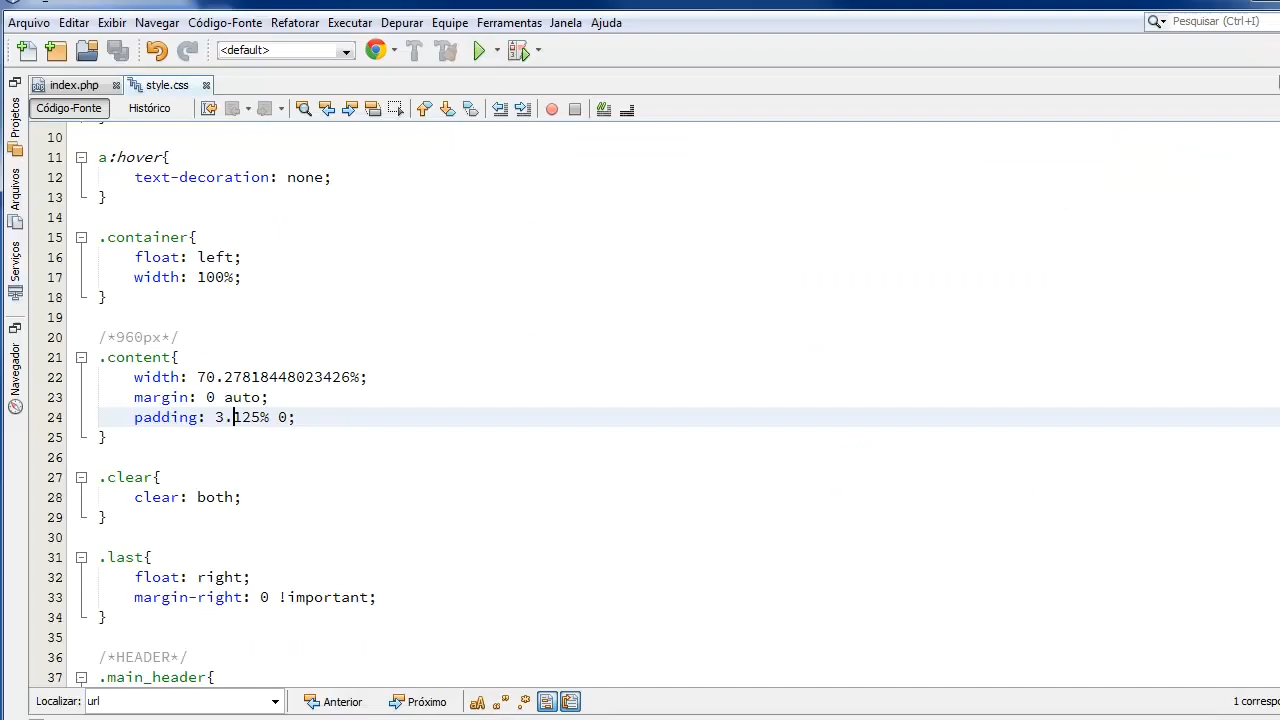 Arquivo Editar Exibir Navegar Código-Fonte Refatorar Executar Depurar Equipe Ferramentas Janela Ajuda
Pesquisar (Ctrl+I)
<default>
index.php style.css
Código-Fonte Histórico
Projetos
Arquivos
Serviços
Navegador
10
11 a:hover{
12 text-decoration: none;
13 }
14
15 .container{
16 float: left;
17 width: 100%;
18 }
19
20 /*960px*/
21 .content{
22 width: 70.27818448023426%;
23 margin: 0 auto;
24 padding: 3.125% 0;
25 }
26
27 .clear{
28 clear: both;
29 }
30
31 .last{
32 float: right;
33 margin-right: 0 !important;
34 }
35
36 /*HEADER*/
37 .main_header{
Localizar: url Anterior Próximo 1 corresp